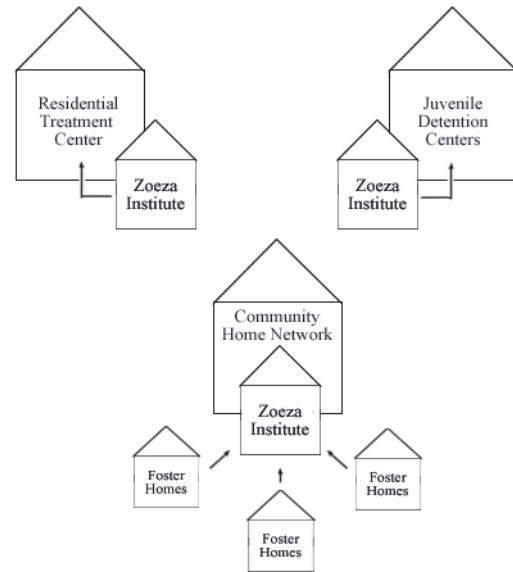 Residential
Treatment
Center
Zoeza
Institute
Juvenile
Detention
Centers
Zoeza
Institute
Community
Home Network
Zoeza
Institute
Foster
Homes
Foster
Homes
Foster
Homes